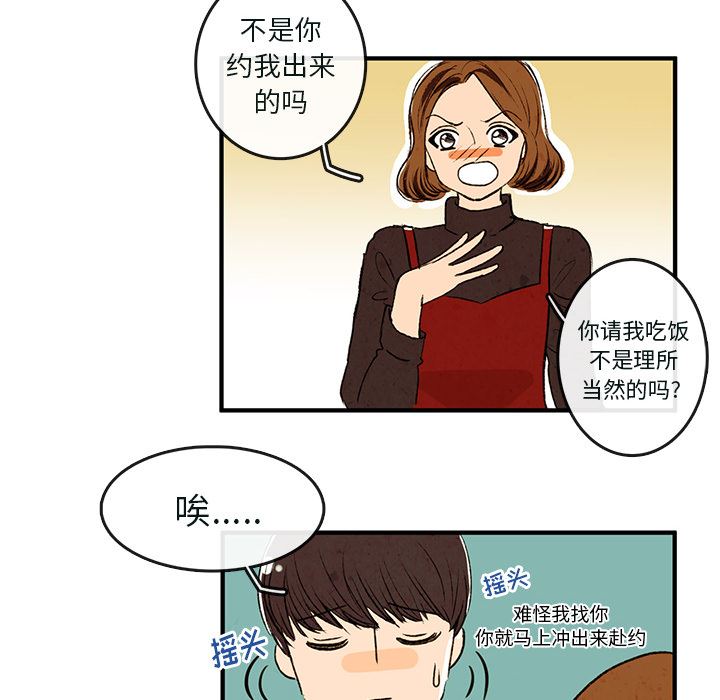 不是你
约我出来
的吗
你请我吃饭
不是理所
当然的吗?
唉.....
摇头
难怪我找你
你就马上冲出来赴约
摇头